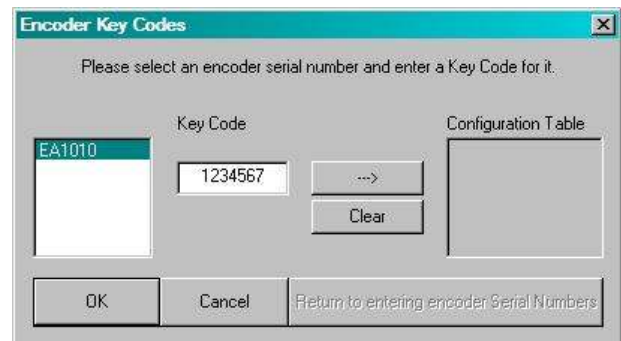 Encoder Key Codes
Please select an encoder serial number and enter a Key Code for it.
Key Code
Configuration Table
EA1010
1234567
--->
Clear
OK
Cancel
Return to entering encoder Serial Numbers